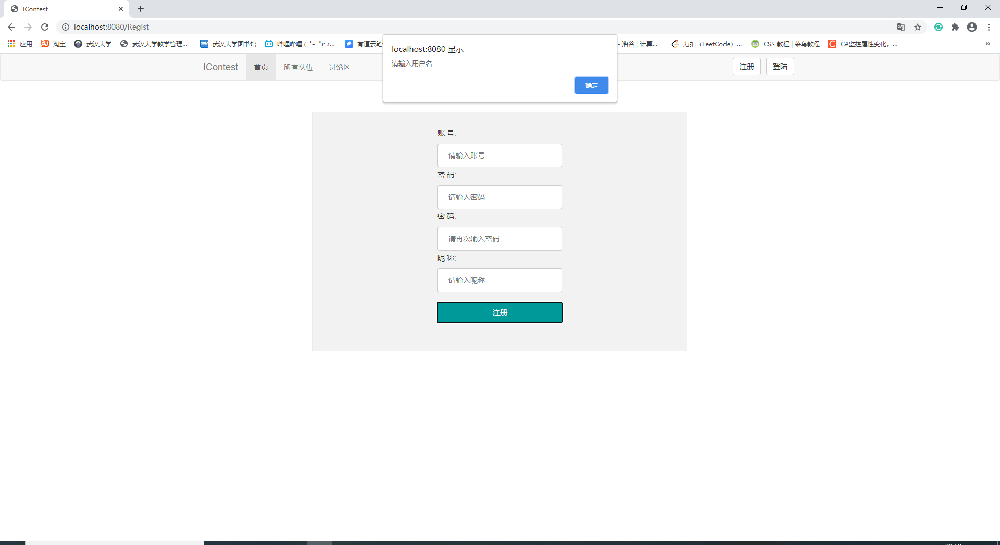 IContest
localhost:8080/Regist
应用 淘宝 武汉大学 武汉大学教学管理... 武汉大学图书馆 哔哩哔哩 ( ゜- ゜)つ... 有道云笔 - 洛谷 | 计算... 力扣（LeetCode）... CSS 教程 | 菜鸟教程 C#监控属性变化，...
localhost:8080 显示
请输入用户名
确定
IContest 首页 所有队伍 讨论区 注册 登陆
账 号:
请输入账号
密 码:
请输入密码
密 码:
请再次输入密码
昵 称:
请输入昵称
注册